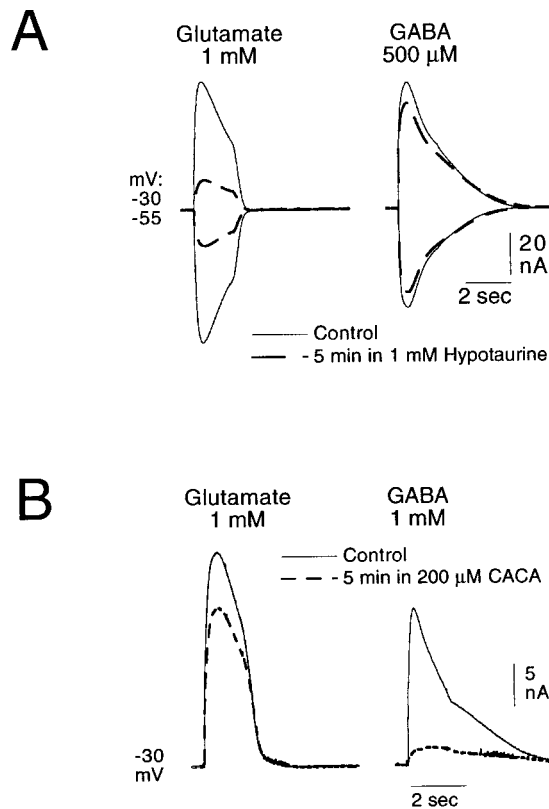 A
Glutamate
1 mM
GABA
500 µM
mV:
-30
-55
20
nA
2 sec
Control
- 5 min in 1 mM Hypotaurine
B
Glutamate
1 mM
GABA
1 mM
Control
- 5 min in 200 µM CACA
5
nA
-30
mV
2 sec